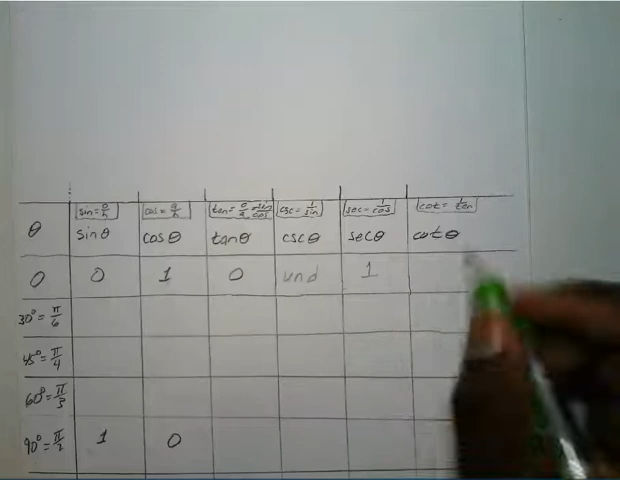 sin = o/h cos = a/h tan = o/a sin/cos csc = 1/sin sec = 1/cos cot = 1/tan
θ sinθ cosθ tanθ cscθ secθ cotθ
0 0 1 0 und 1
30° = π/6
45° = π/4
60° = π/3
90° = π/2 1 0